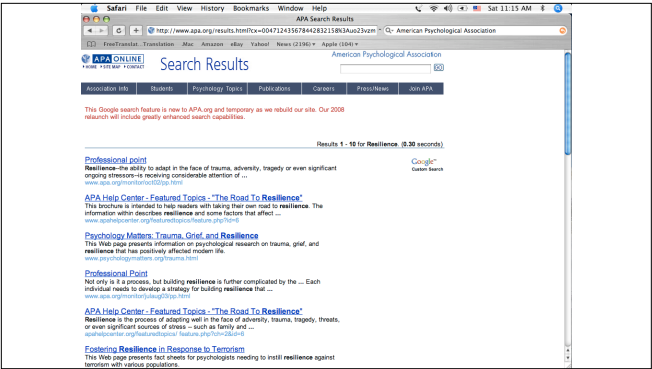 Safari File Edit View History Bookmarks Window Help Sat 11:15 AM
APA Search Results
http://www.apa.org/results.html?cx=004712435678442832158%3Auo23vzm American Psychological Association
FreeTranslat..Translation Mac Amazon eBay Yahoo! News (2196) Apple (104)
APA ONLINE
HOME SITE MAP CONTACT
Search Results
American Psychological Association
GO
Association Info Students Psychology Topics Publications Careers Press/News Join APA
This Google search feature is new to APA.org and temporary as we rebuild our site. Our 2008
relaunch will include greatly enhanced search capabilities.
Results 1 - 10 for Resilience. (0.30 seconds)
Google™
Custom Search
Professional point
Resilience--the ability to adapt in the face of trauma, adversity, tragedy or even significant
ongoing stressors--is receiving considerable attention of ...
www.apa.org/monitor/oct02/pp.html
APA Help Center - Featured Topics - "The Road To Resilience"
This brochure is intended to help readers with taking their own road to resilience. The
information within describes resilience and some factors that affect ...
www.apahelpcenter.org/featuredtopics/feature.php?id=6
Psychology Matters: Trauma, Grief, and Resilience
This Web page presents information on psychological research on trauma, grief, and
resilience that has positively affected modern life.
www.psychologymatters.org/trauma.html
Professional Point
Not only is it a process, but building resilience is further complicated by the ... Each
individual needs to develop a strategy for building resilience that ...
www.apa.org/monitor/julaug03/pp.html
APA Help Center - Featured Topics - "The Road To Resilience"
Resilience is the process of adapting well in the face of adversity, trauma, tragedy, threats,
or even significant sources of stress -- such as family and ...
apahelpcenter.org/featuredtopics/ feature.php?ch=2&id=6
Fostering Resilience in Response to Terrorism
This Web page presents fact sheets for psychologists needing to instill resilience against
terrorism with various populations.